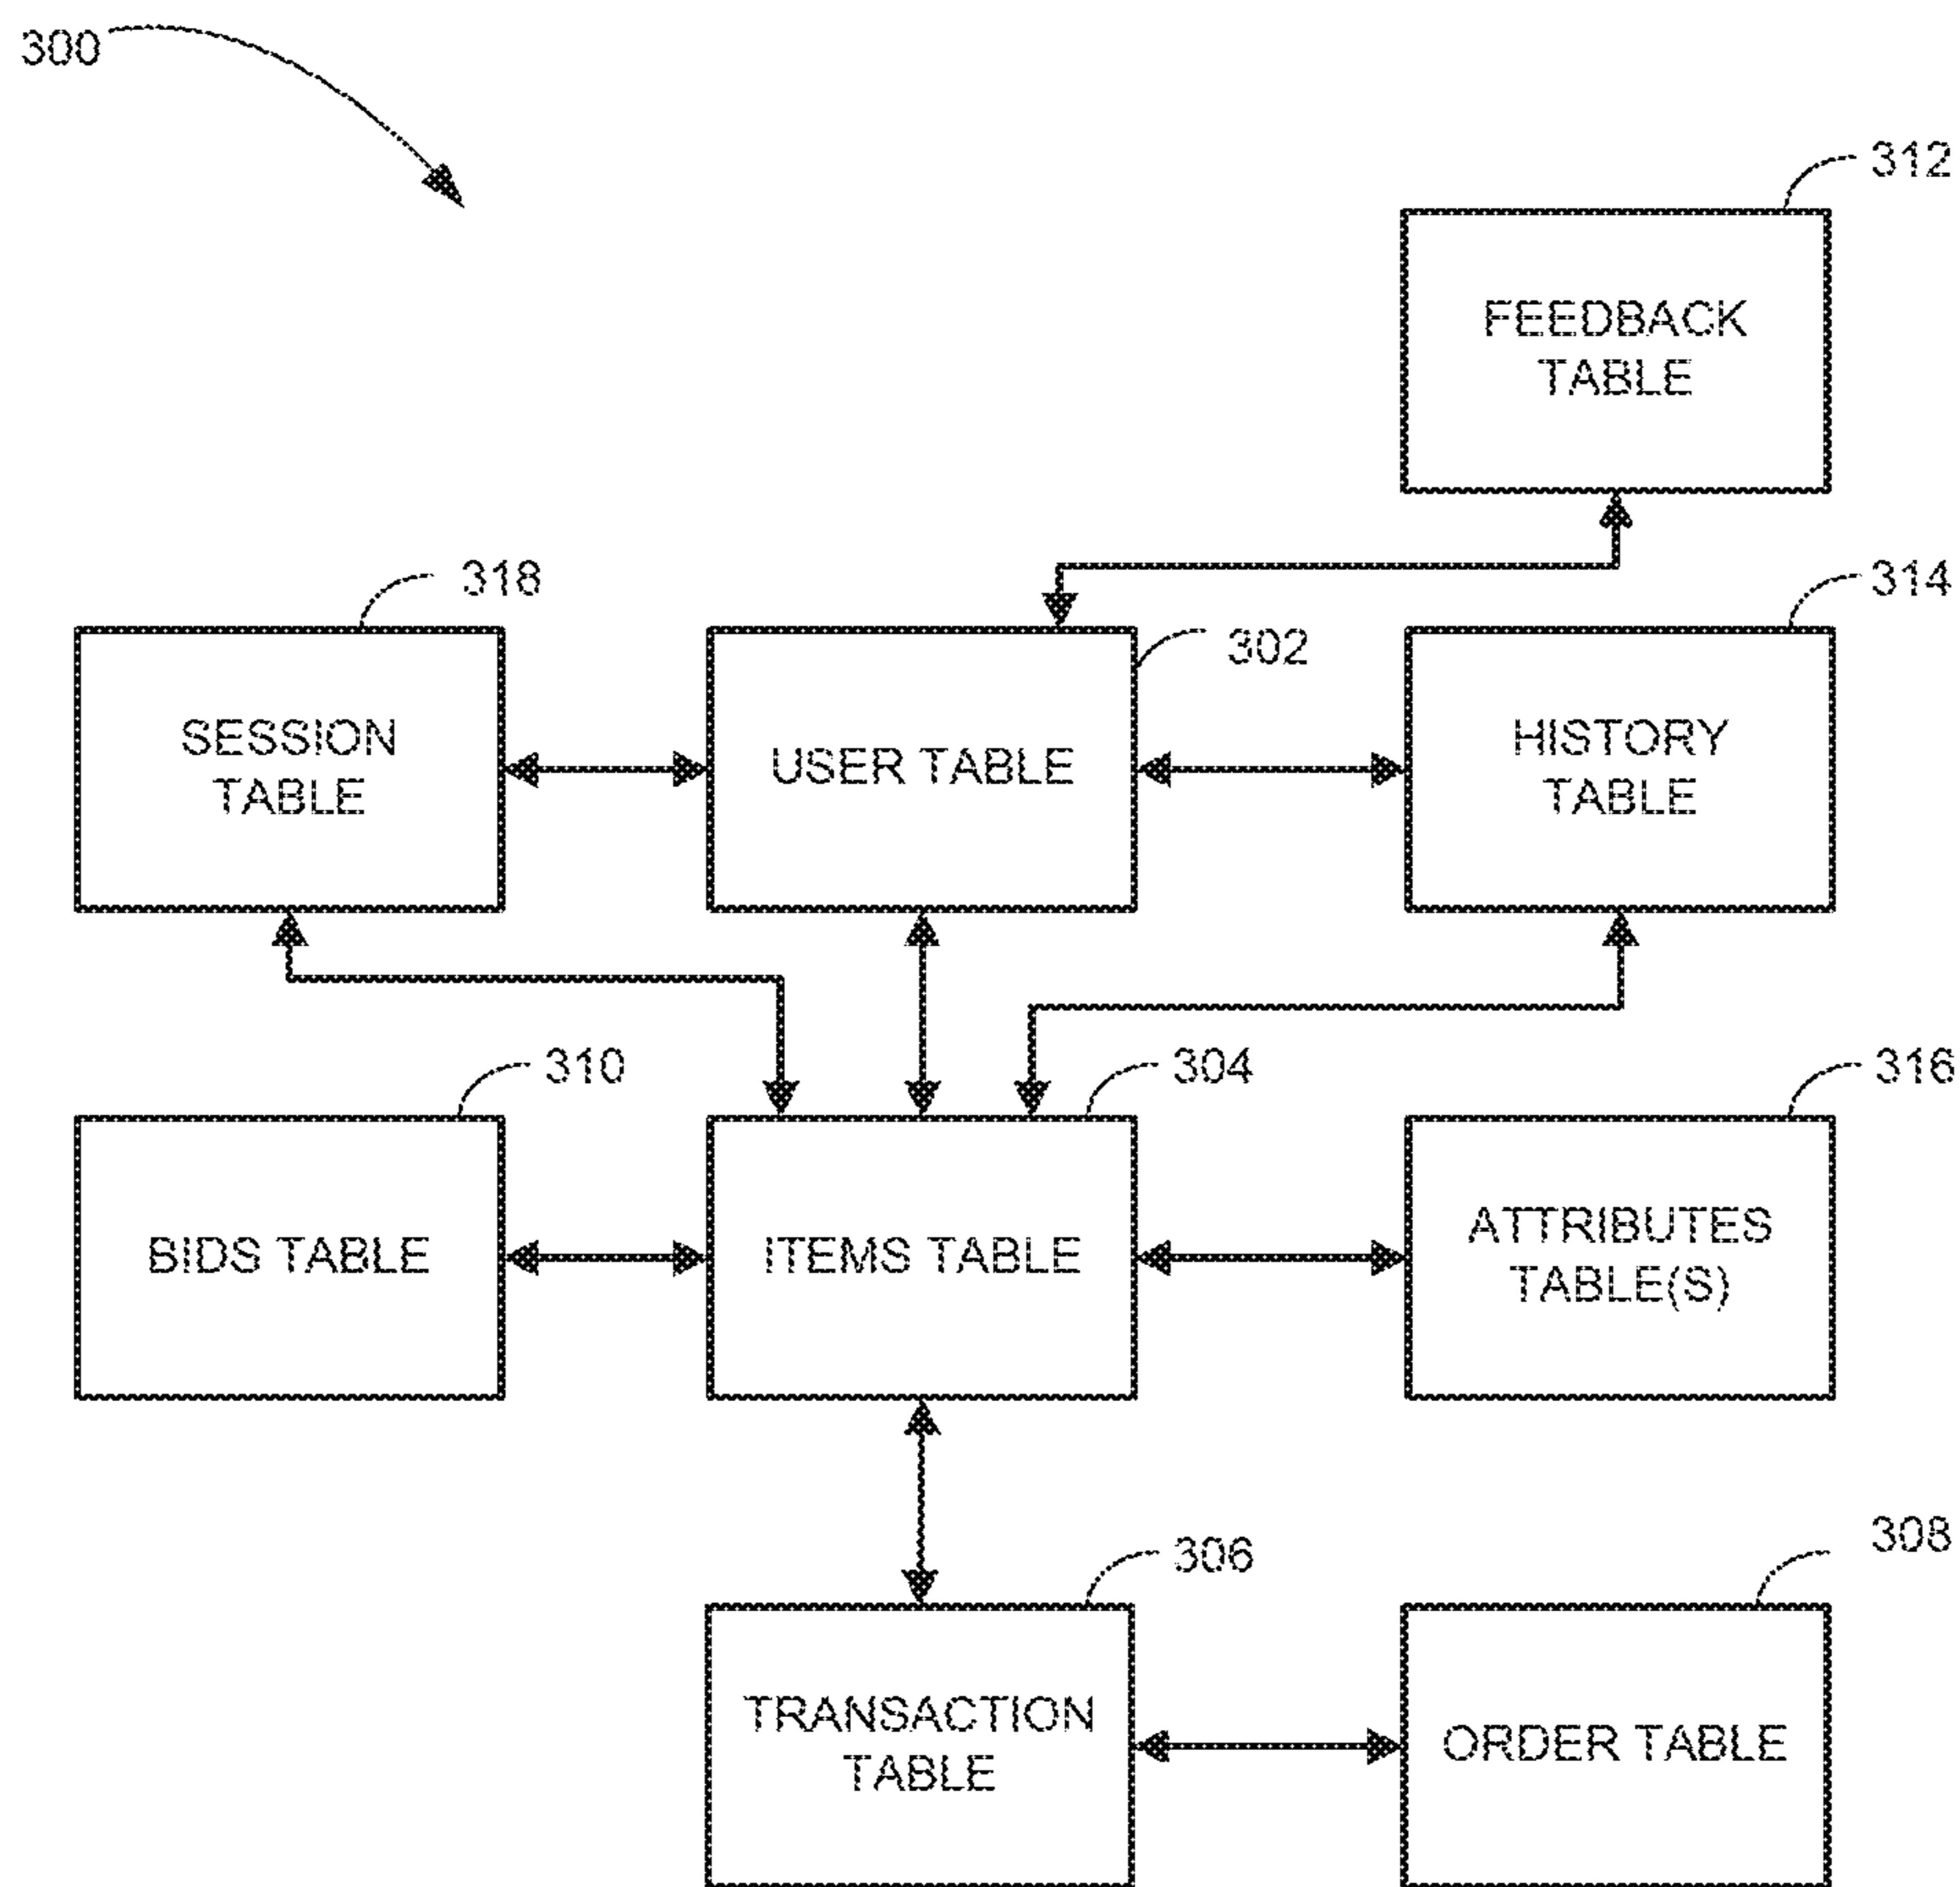 300
312
FEEDBACK
TABLE
318
302
314
SESSION
TABLE
USER TABLE
HISTORY
TABLE
310
304
316
BIDS TABLE
ITEMS TABLE
ATTRIBUTES
TABLE(S)
306
308
TRANSACTION
TABLE
ORDER TABLE